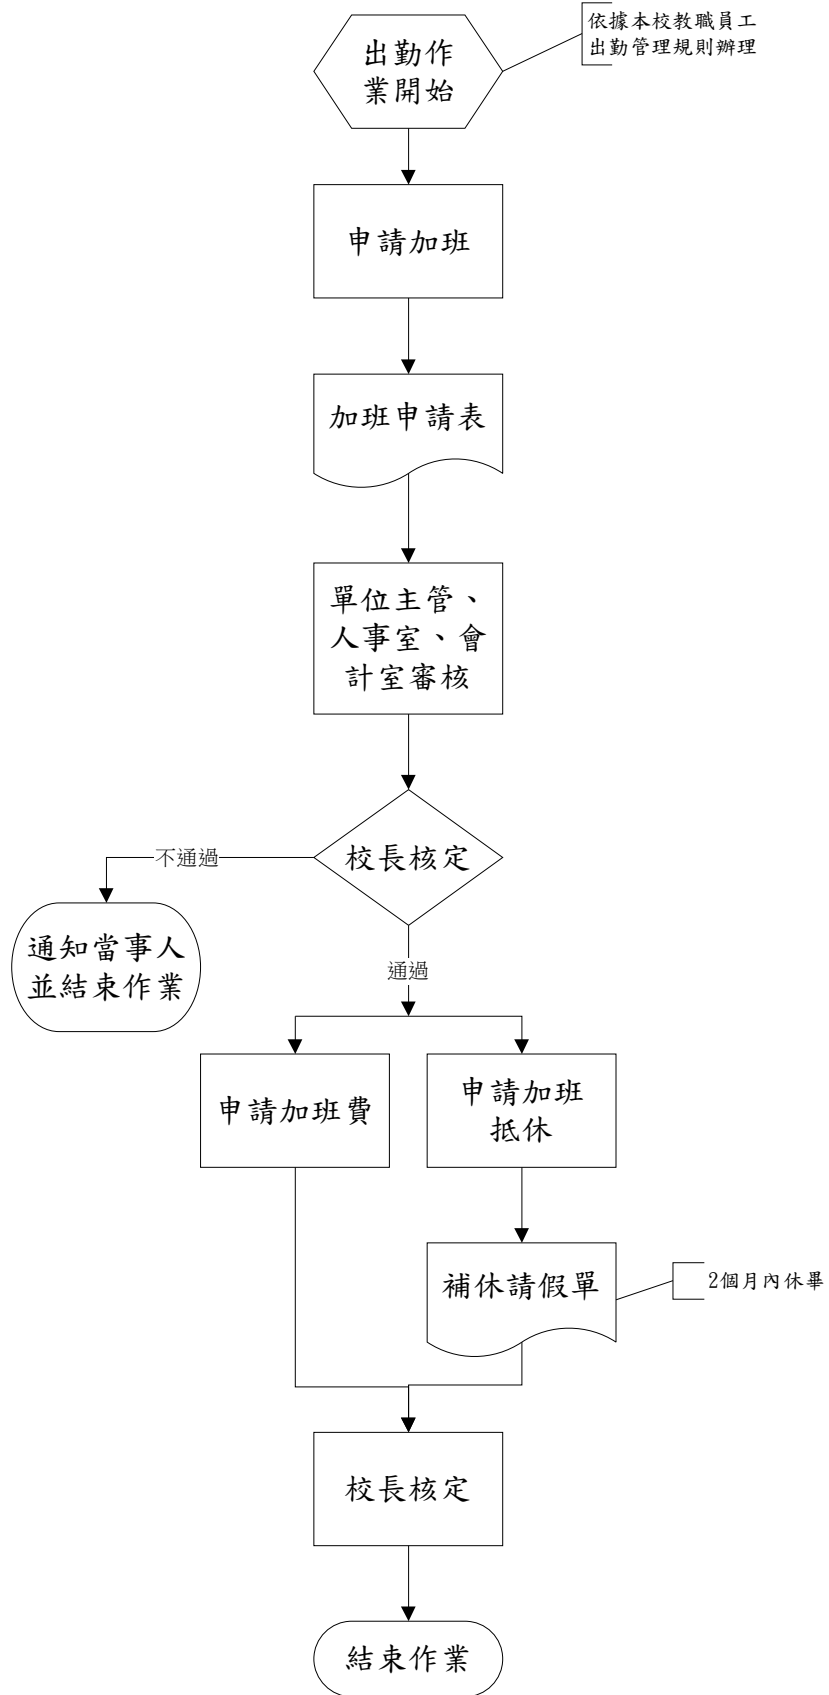 出勤作
業開始
依據本校教職員工
出勤管理規則辦理
申請加班
加班申請表
單位主管、
人事室、會
計室審核
校長核定
不通過
通知當事人
並結束作業
通過
申請加班費
申請加班
抵休
補休請假單
2個月內休畢
校長核定
結束作業